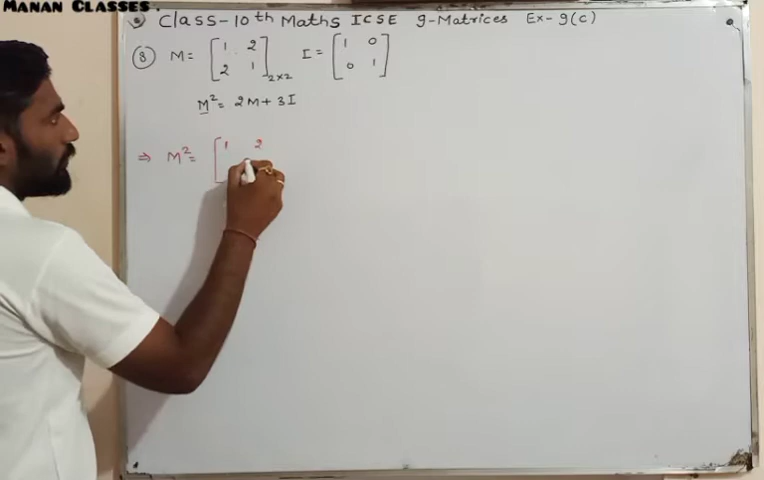 MANAN CLASSES.
Class-10th Maths ICSE 9-Matrices Ex-9(c)
⑧ M = [1 2 I = [1 0
2 1]2×2 0 1]
M² = 2M + 3I
⇒ M² = [1 2